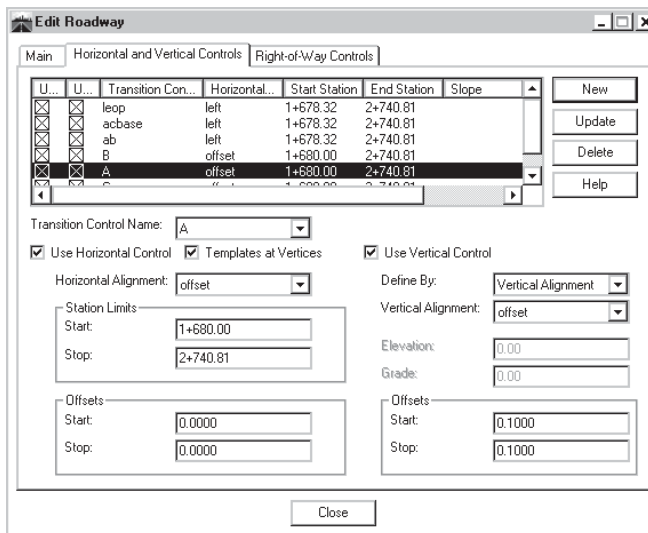 Edit Roadway
Main Horizontal and Vertical Controls Right-of-Way Controls
U... U... Transition Con... Horizontal... Start Station End Station Slope
leop left 1+678.32 2+740.81
acbase left 1+678.32 2+740.81
ab left 1+678.32 2+740.81
B offset 1+680.00 2+740.81
A offset 1+680.00 2+740.81
New
Update
Delete
Help
Transition Control Name: A
Use Horizontal Control Templates at Vertices Use Vertical Control
Horizontal Alignment: offset
Station Limits
Start: 1+680.00
Stop: 2+740.81
Offsets
Start: 0.0000
Stop: 0.0000
Define By: Vertical Alignment
Vertical Alignment: offset
Elevation: 0.00
Grade: 0.00
Offsets
Start: 0.1000
Stop: 0.1000
Close